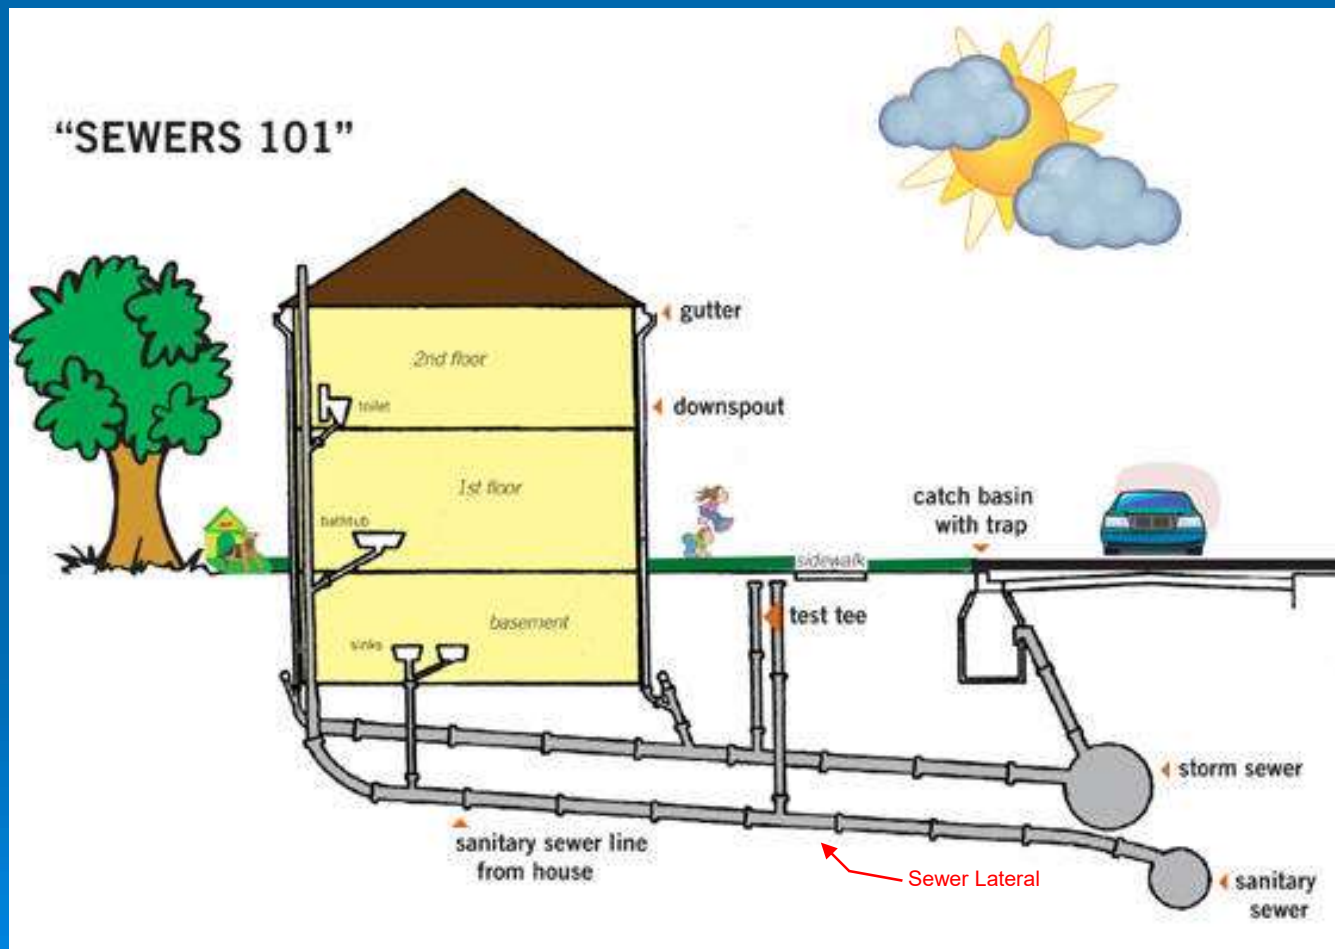 “SEWERS 101”
gutter
2nd floor
toilet
downspout
1st floor
catch basin
with trap
bathtub
sidewalk
basement
test tee
sinks
storm sewer
sanitary sewer line
from house
Sewer Lateral
sanitary
sewer